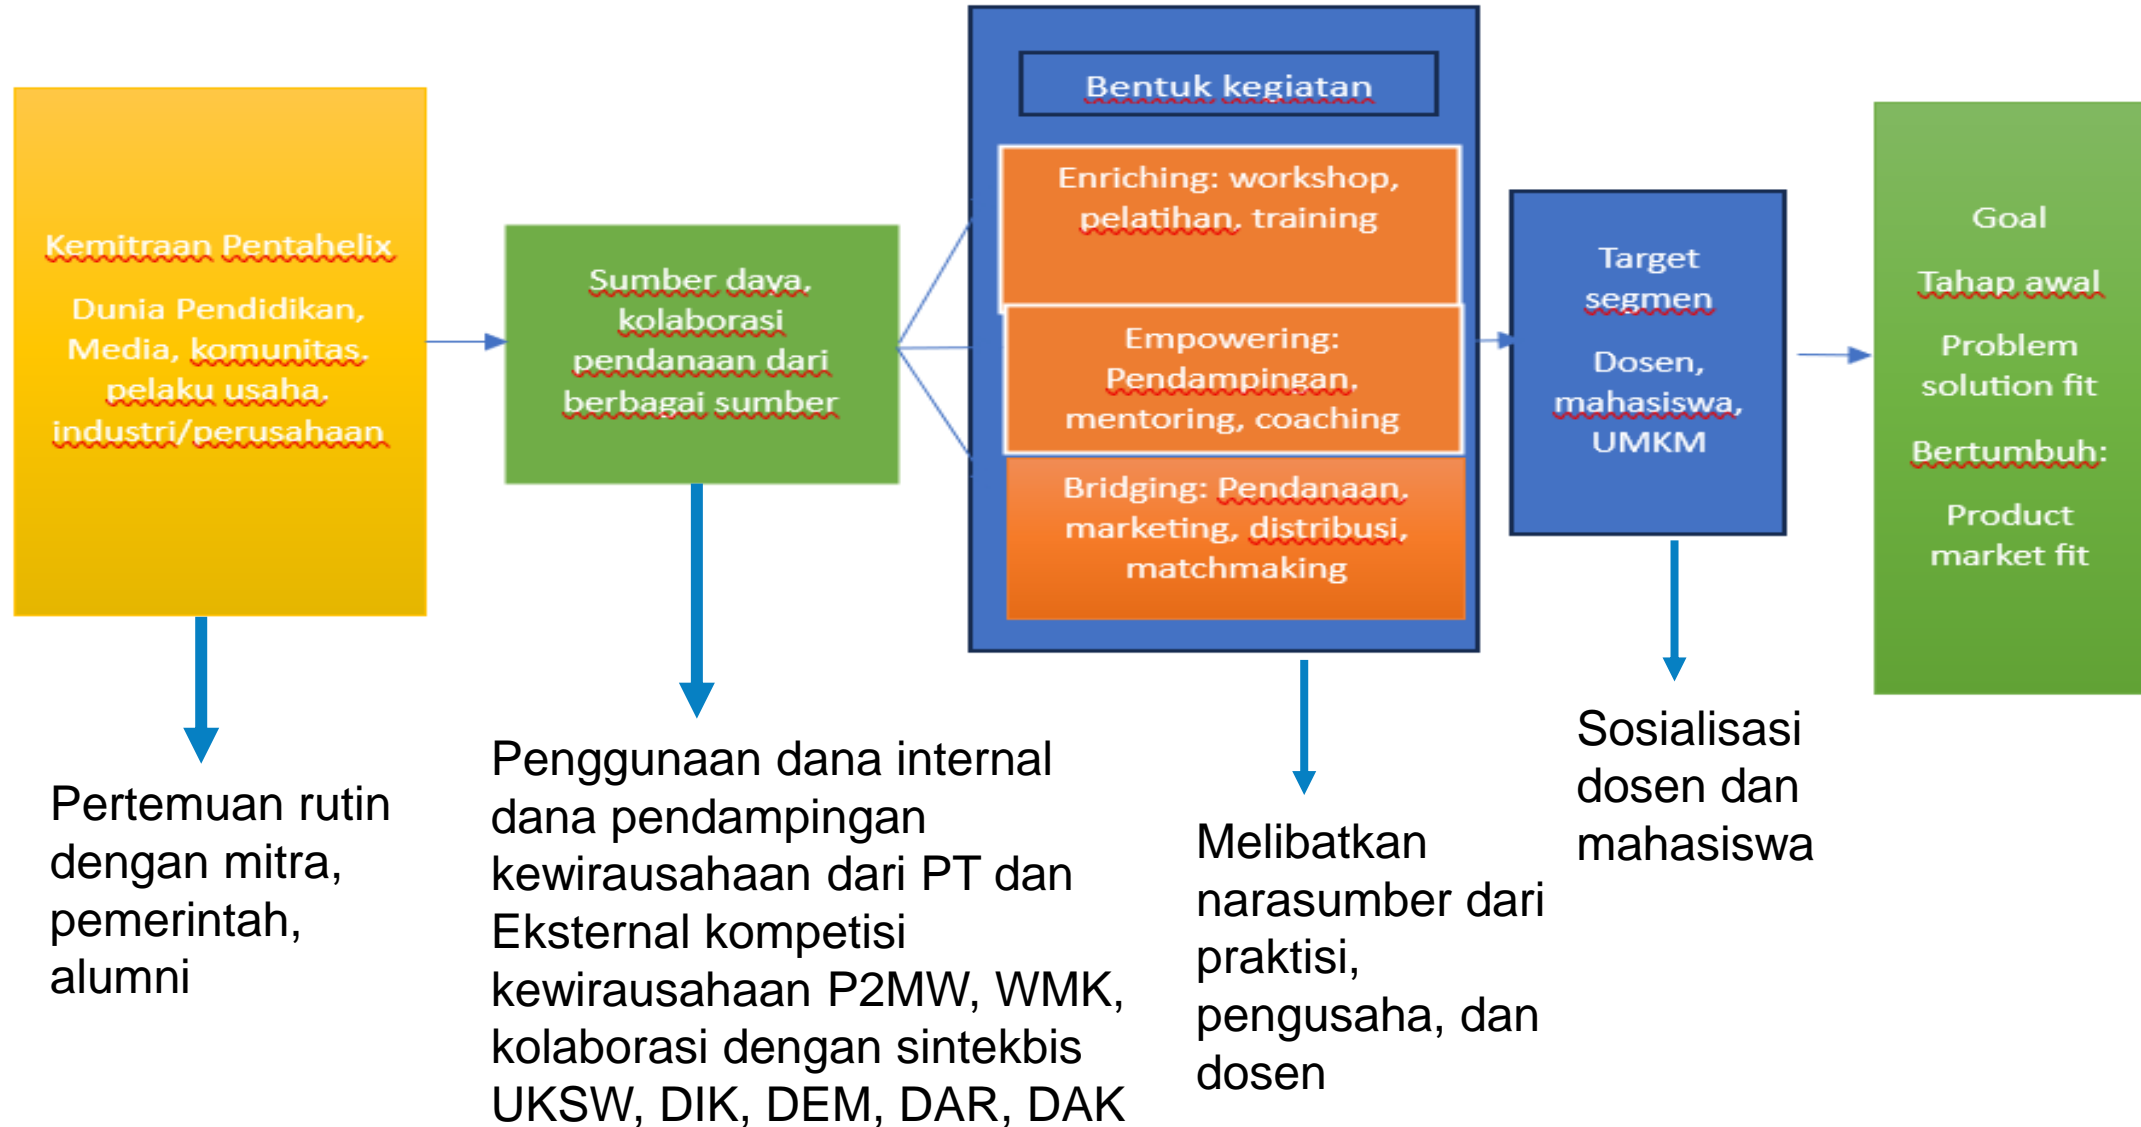 Kemitraan Pentahelix
Dunia Pendidikan,
Media, komunitas,
pelaku usaha,
industri/perusahaan
Sumber daya,
kolaborasi
pendanaan dari
berbagai sumber
Bentuk kegiatan
Enriching: workshop,
pelatihan, training
Empowering:
Pendampingan,
mentoring, coaching
Bridging: Pendanaan,
marketing, distribusi,
matchmaking
Target
segmen
Dosen,
mahasiswa,
UMKM
Goal
Tahap awal
Problem
solution fit
Bertumbuh:
Product
market fit
Pertemuan rutin
dengan mitra,
pemerintah,
alumni
Penggunaan dana internal
dana pendampingan
kewirausahaan dari PT dan
Eksternal kompetisi
kewirausahaan P2MW, WMK,
kolaborasi dengan sintekbis
UKSW, DIK, DEM, DAR, DAK
Melibatkan
narasumber dari
praktisi,
pengusaha, dan
dosen
Sosialisasi
dosen dan
mahasiswa